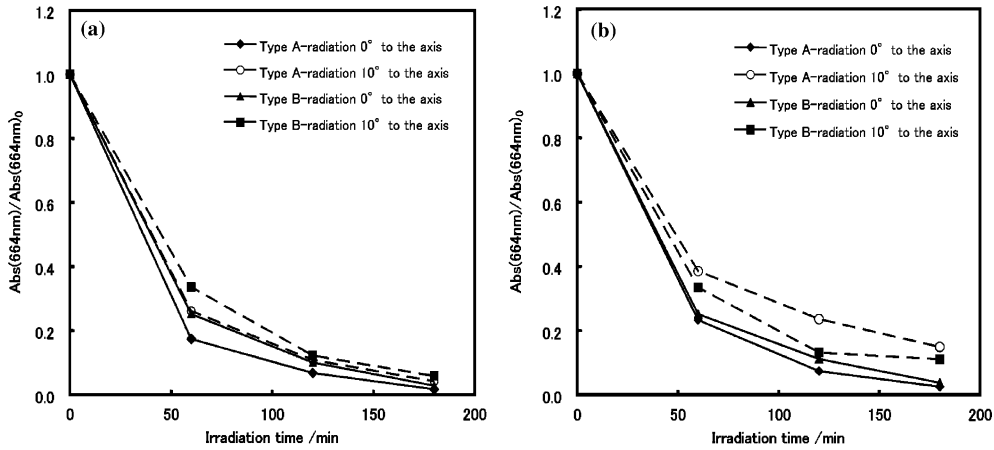 (a)
Type A-radiation 0° to the axis
Type A-radiation 10° to the axis
Type B-radiation 0° to the axis
Type B-radiation 10° to the axis
1.2
1.0
0.8
0.6
0.4
0.2
0.0
Abs(664nm)/Abs(664nm)₀
0
50
100
150
200
Irradiation time /min
(b)
Type A-radiation 0° to the axis
Type A-radiation 10° to the axis
Type B-radiation 0° to the axis
Type B-radiation 10° to the axis
1.2
1.0
0.8
0.6
0.4
0.2
0.0
Abs(664nm)/Abs(664nm)₀
0
50
100
150
200
Irradiation time /min